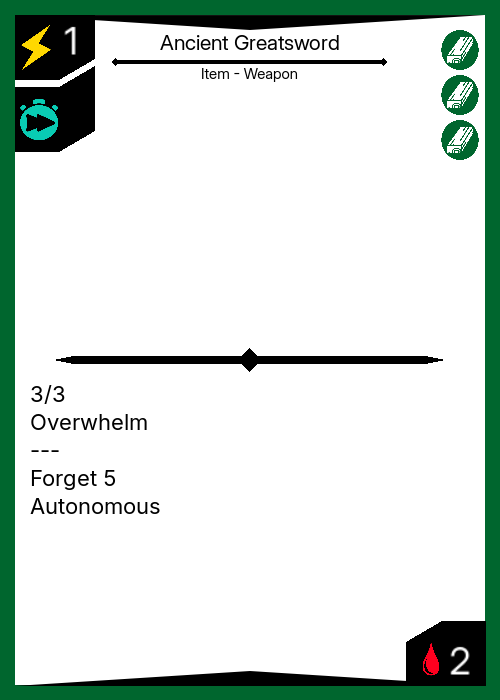 1
Ancient Greatsword
Item - Weapon
3/3
Overwhelm
---
Forget 5
Autonomous
2